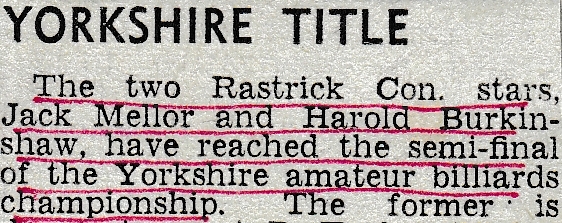 YORKSHIRE TITLE
The two Rastrick Con. stars,
Jack Mellor and Harold Burkin-
shaw, have reached the semi-final
of the Yorkshire amateur billiards
championship. The former is